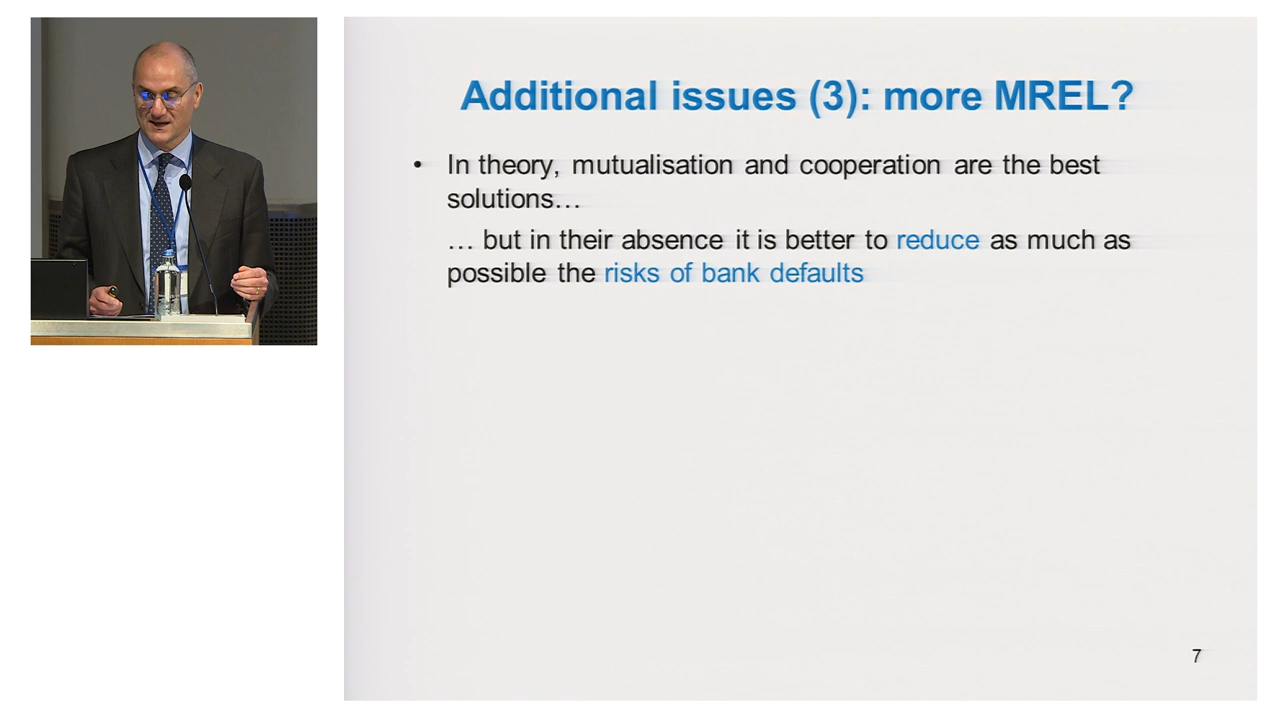 Additional issues (3): more MREL?
• In theory, mutualisation and cooperation are the best
solutions…
… but in their absence it is better to reduce as much as
possible the risks of bank defaults
7